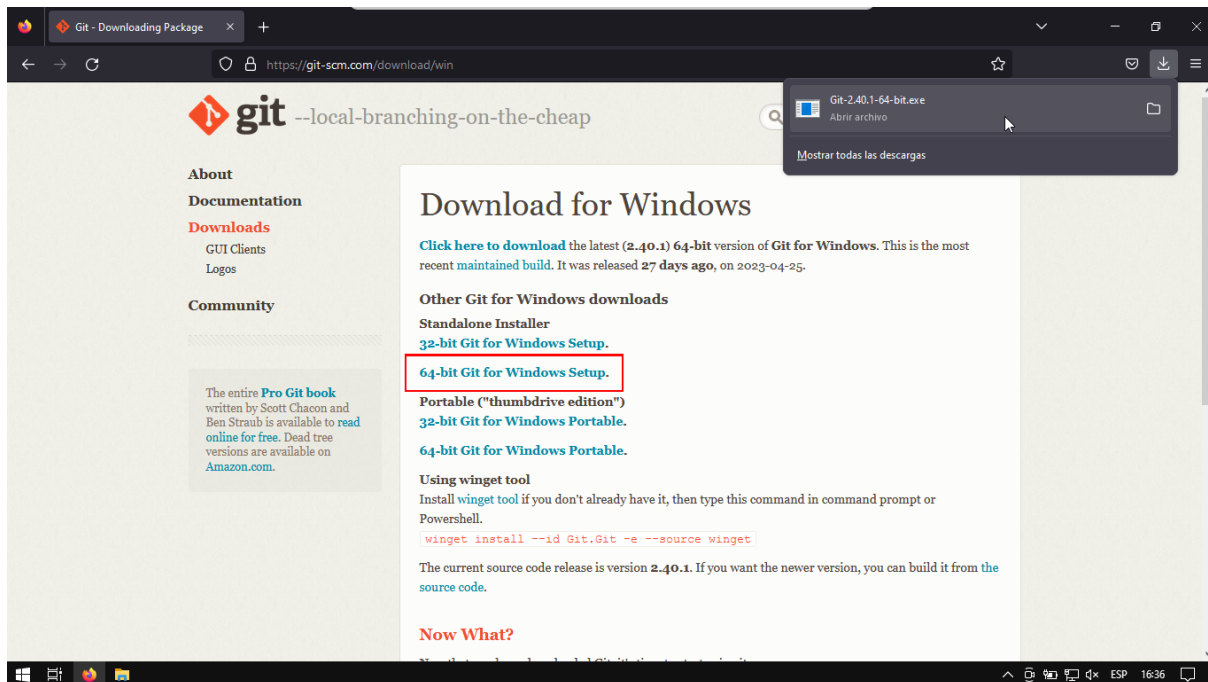 Git - Downloading Package
https://git-scm.com/download/win
Git-2.40.1-64-bit.exe
Abrir archivo
Mostrar todas las descargas
git --local-branching-on-the-cheap
About
Documentation
Downloads
GUI Clients
Logos
Community
The entire Pro Git book
written by Scott Chacon and
Ben Straub is available to read
online for free. Dead tree
versions are available on
Amazon.com.
Download for Windows
Click here to download the latest (2.40.1) 64-bit version of Git for Windows. This is the most
recent maintained build. It was released 27 days ago, on 2023-04-25.
Other Git for Windows downloads
Standalone Installer
32-bit Git for Windows Setup.
64-bit Git for Windows Setup.
Portable ("thumbdrive edition")
32-bit Git for Windows Portable.
64-bit Git for Windows Portable.
Using winget tool
Install winget tool if you don't already have it, then type this command in command prompt or
Powershell.
winget install --id Git.Git -e --source winget
The current source code release is version 2.40.1. If you want the newer version, you can build it from the
source code.
Now What?
ESP 16:36